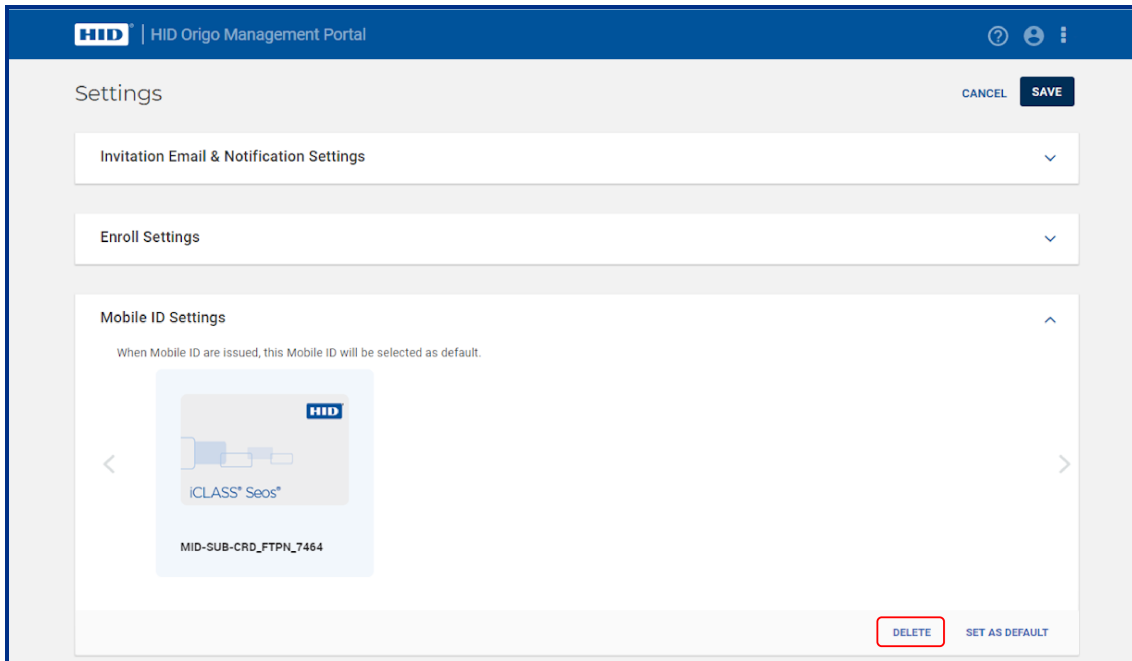 HID | HID Origo Management Portal
Settings
CANCEL SAVE
Invitation Email & Notification Settings
Enroll Settings
Mobile ID Settings
When Mobile ID are issued, this Mobile ID will be selected as default.
HID
iCLASS® Seos®
MID-SUB-CRD_FTPN_7464
DELETE SET AS DEFAULT